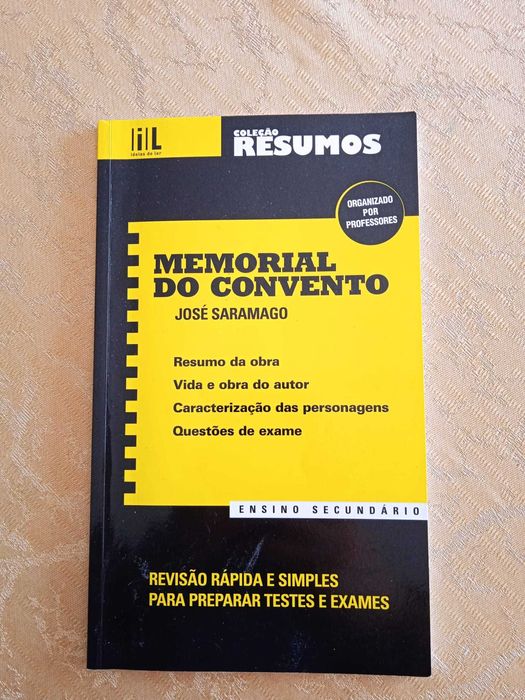 iL
ideias de ler
COLEÇÃO
RESUMOS
ORGANIZADO
POR
PROFESSORES
MEMORIAL
DO CONVENTO
JOSÉ SARAMAGO
Resumo da obra
Vida e obra do autor
Caracterização das personagens
Questões de exame
ENSINO SECUNDÁRIO
REVISÃO RÁPIDA E SIMPLES
PARA PREPARAR TESTES E EXAMES